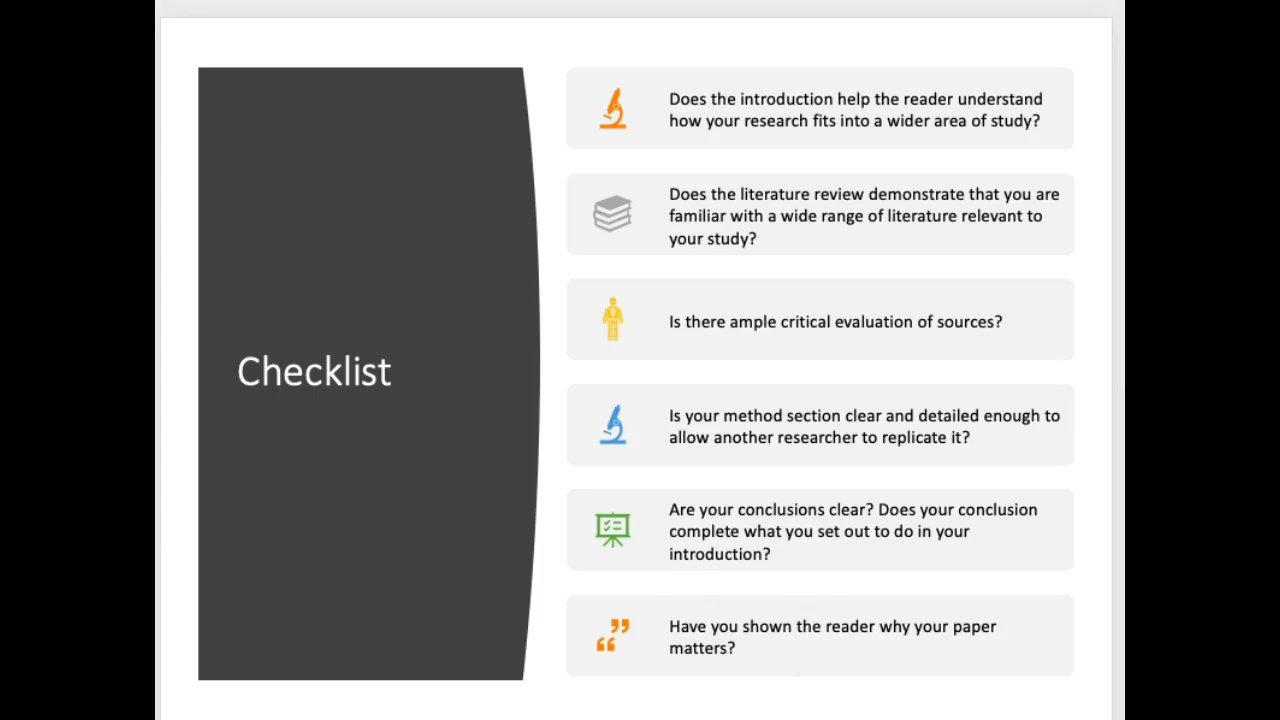 Checklist
Does the introduction help the reader understand
how your research fits into a wider area of study?
Does the literature review demonstrate that you are
familiar with a wide range of literature relevant to
your study?
Is there ample critical evaluation of sources?
Is your method section clear and detailed enough to
allow another researcher to replicate it?
Are your conclusions clear? Does your conclusion
complete what you set out to do in your
introduction?
Have you shown the reader why your paper
matters?